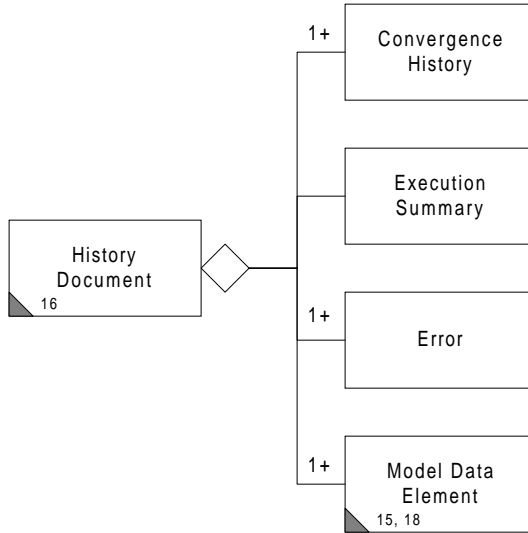 1+
Convergence
History
Execution
Summary
History
Document
16
1+
Error
1+
Model Data
Element
15, 18